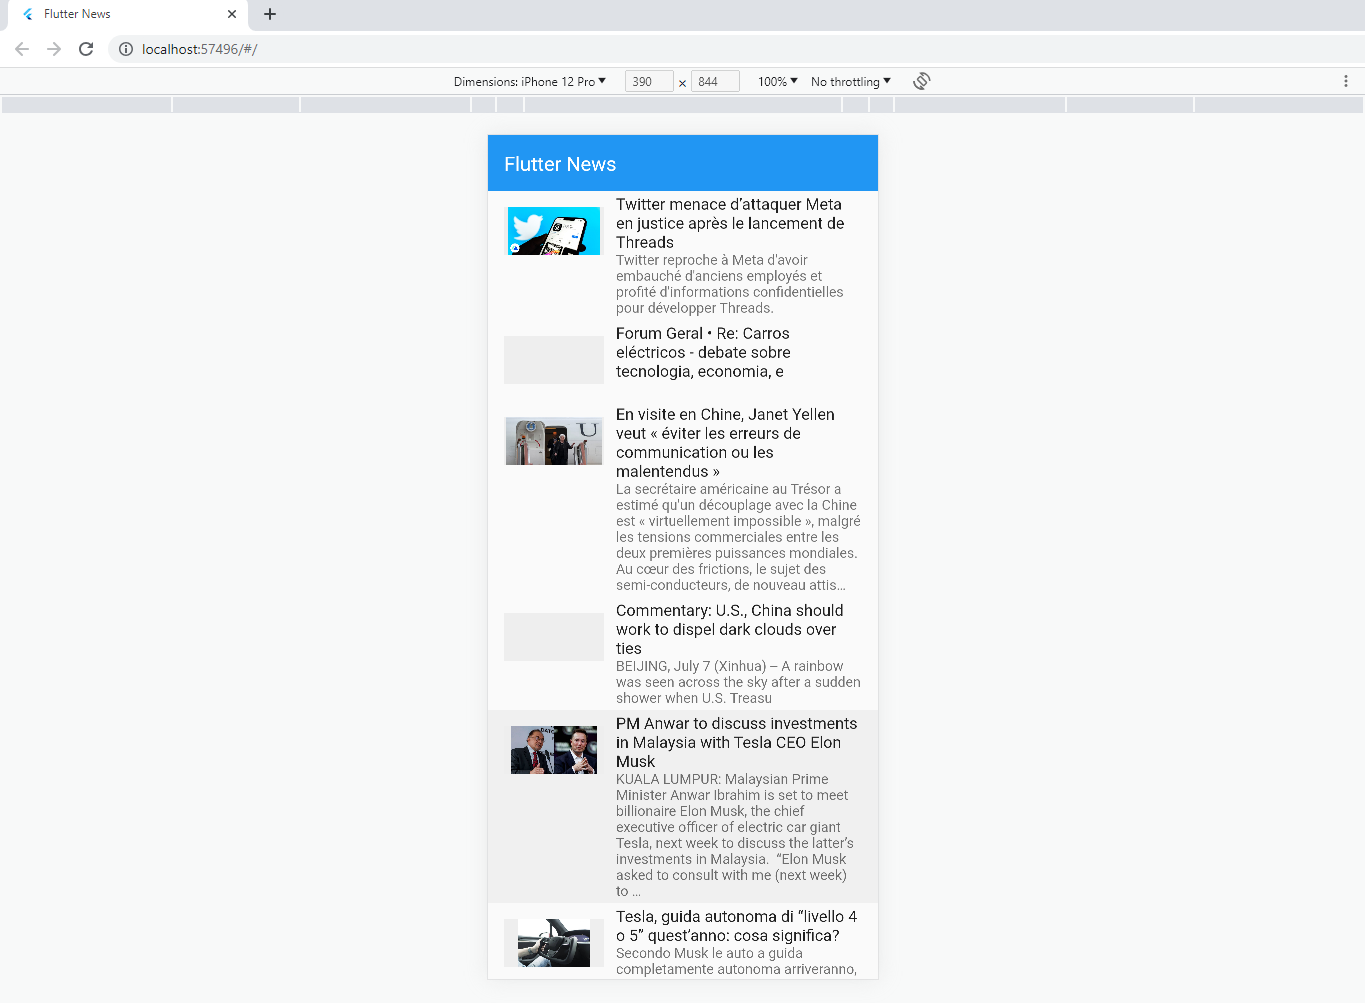 Flutter News
localhost:57496/#/
Dimensions: iPhone 12 Pro 390 × 844 100% No throttling
Flutter News
Twitter menace d’attaquer Meta
en justice après le lancement de
Threads
Twitter reproche à Meta d'avoir
embauché d'anciens employés et
profité d'informations confidentielles
pour développer Threads.
Forum Geral • Re: Carros
eléctricos - debate sobre
tecnologia, economia, e
En visite en Chine, Janet Yellen
veut « éviter les erreurs de
communication ou les
malentendus »
La secrétaire américaine au Trésor a
estimé qu'un découplage avec la Chine
est « virtuellement impossible », malgré
les tensions commerciales entre les
deux premières puissances mondiales.
Au cœur des frictions, le sujet des
semi-conducteurs, de nouveau attis…
Commentary: U.S., China should
work to dispel dark clouds over
ties
BEIJING, July 7 (Xinhua) – A rainbow
was seen across the sky after a sudden
shower when U.S. Treasu
PM Anwar to discuss investments
in Malaysia with Tesla CEO Elon
Musk
KUALA LUMPUR: Malaysian Prime
Minister Anwar Ibrahim is set to meet
billionaire Elon Musk, the chief
executive officer of electric car giant
Tesla, next week to discuss the latter’s
investments in Malaysia.  “Elon Musk
asked to consult with me (next week)
to …
Tesla, guida autonoma di “livello 4
o 5” quest’anno: cosa significa?
Secondo Musk le auto a guida
completamente autonoma arriveranno,